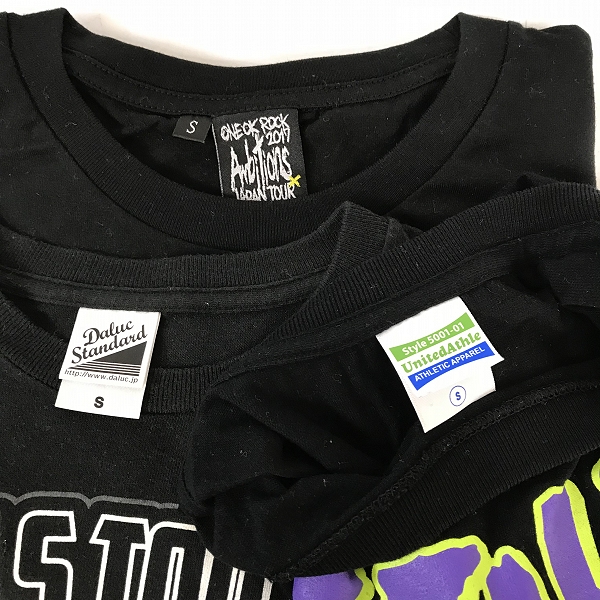 S
ONE OK ROCK
2017
Ambitions
JAPAN TOUR
Daluc
Standard
http://www.daluc.jp
S
Style 5001-01
UnitedAthle
ATHLETIC APPAREL
S